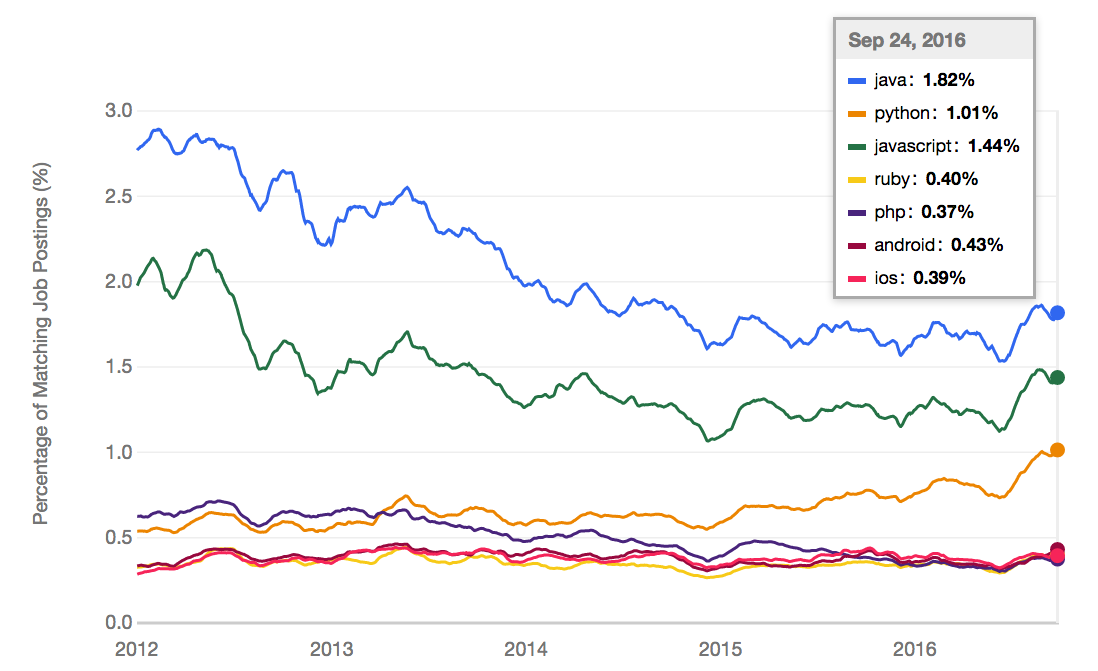 Sep 24, 2016
java: 1.82%
python: 1.01%
javascript: 1.44%
ruby: 0.40%
php: 0.37%
android: 0.43%
ios: 0.39%
Percentage of Matching Job Postings (%)
3.0
2.5
2.0
1.5
1.0
0.5
0.0
2012 2013 2014 2015 2016